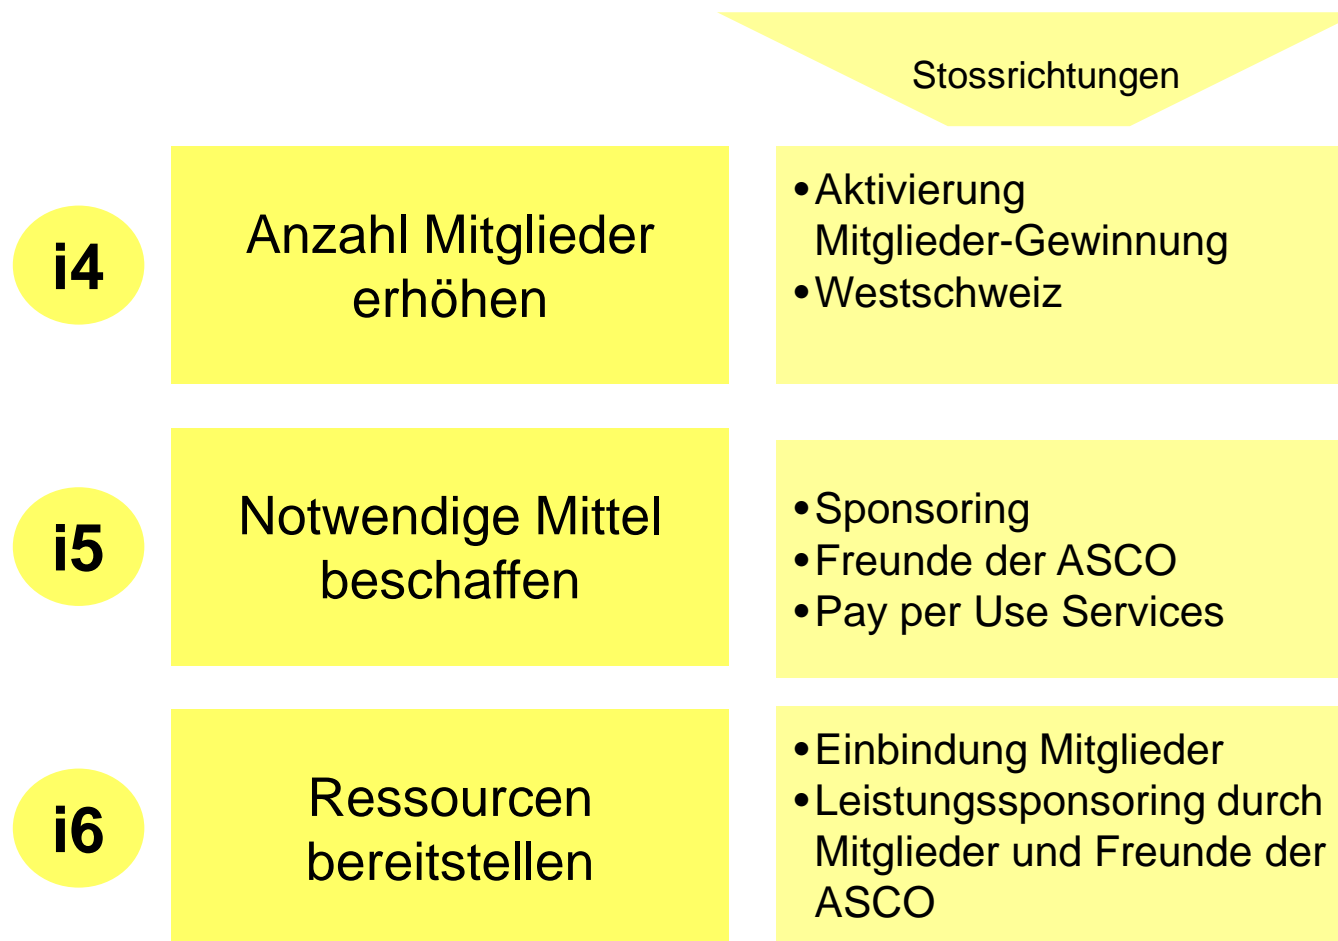 Stossrichtungen
i4
Anzahl Mitglieder
erhöhen
•Aktivierung
Mitglieder-Gewinnung
•Westschweiz
i5
Notwendige Mittel
beschaffen
•Sponsoring
•Freunde der ASCO
•Pay per Use Services
i6
Ressourcen
bereitstellen
•Einbindung Mitglieder
•Leistungssponsoring durch
Mitglieder und Freunde der
ASCO